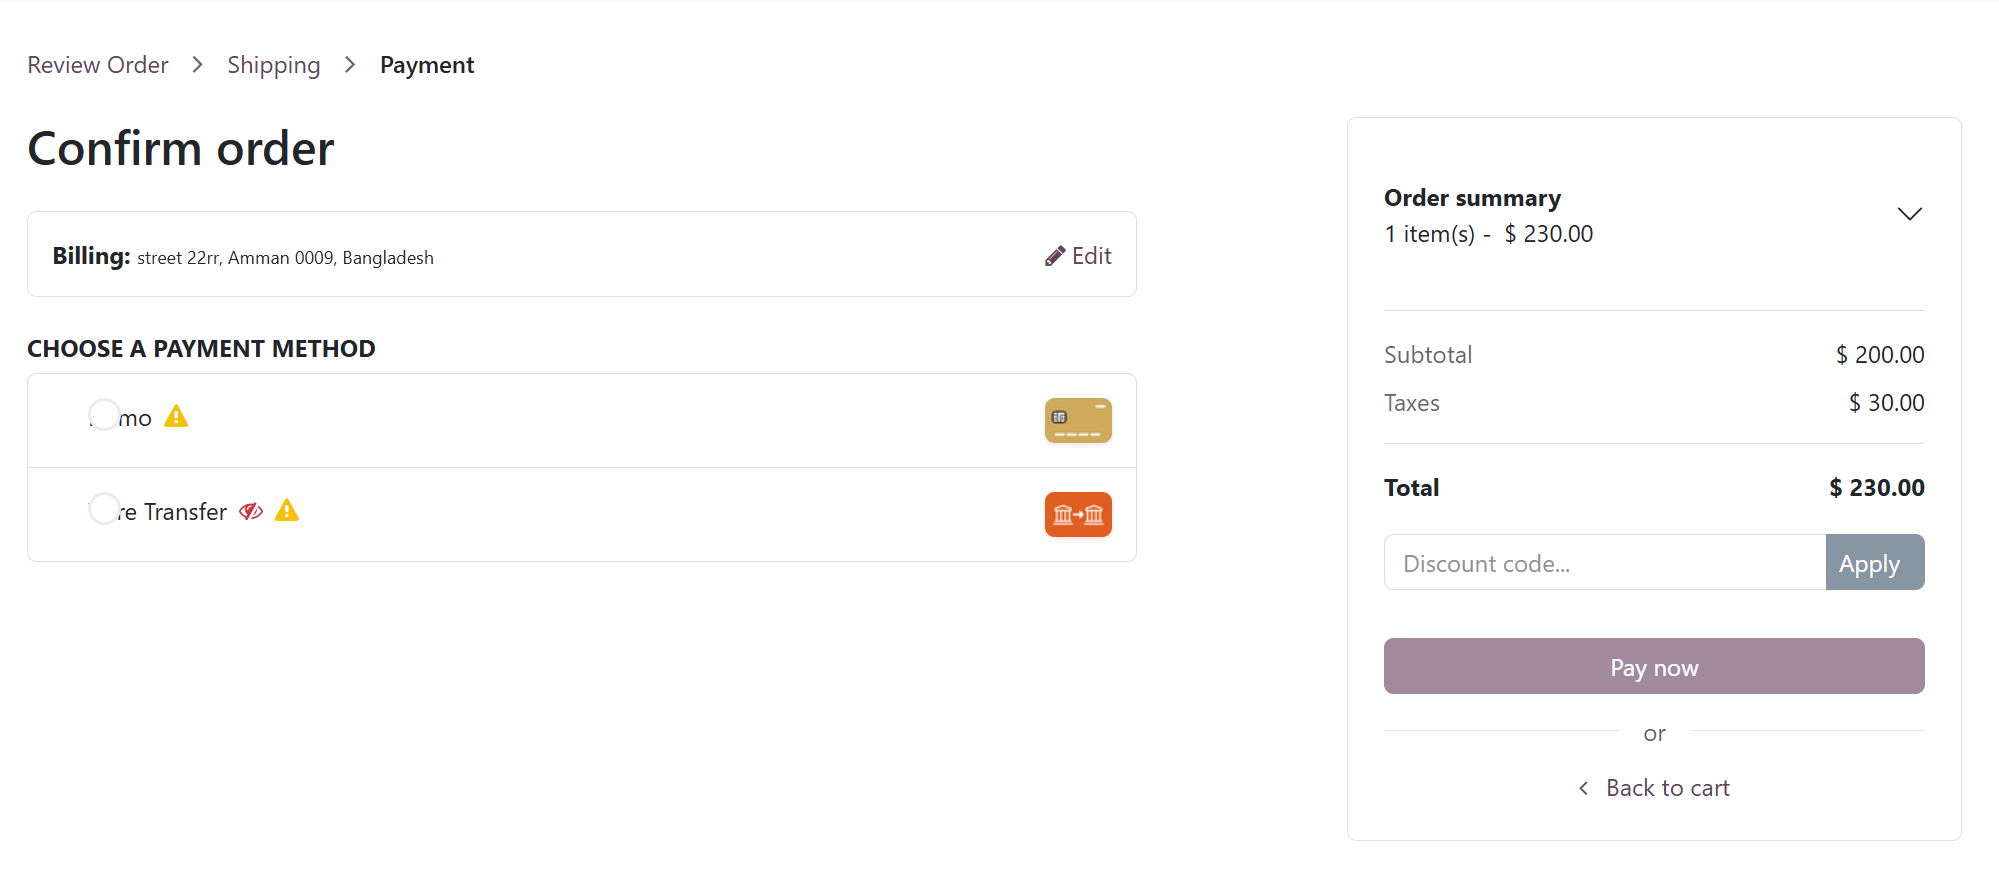 Review Order > Shipping > Payment
Confirm order
Billing: street 22rr, Amman 0009, Bangladesh
Edit
CHOOSE A PAYMENT METHOD
mo
re Transfer
Order summary
1 item(s) - $ 230.00
Subtotal $ 200.00
Taxes $ 30.00
Total $ 230.00
Discount code...
Apply
Pay now
or
< Back to cart